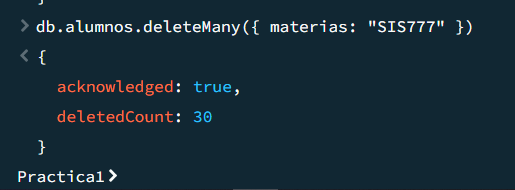 > db.alumnos.deleteMany({ materias: "SIS777" })
< {
acknowledged: true,
deletedCount: 30
}
Practica1>